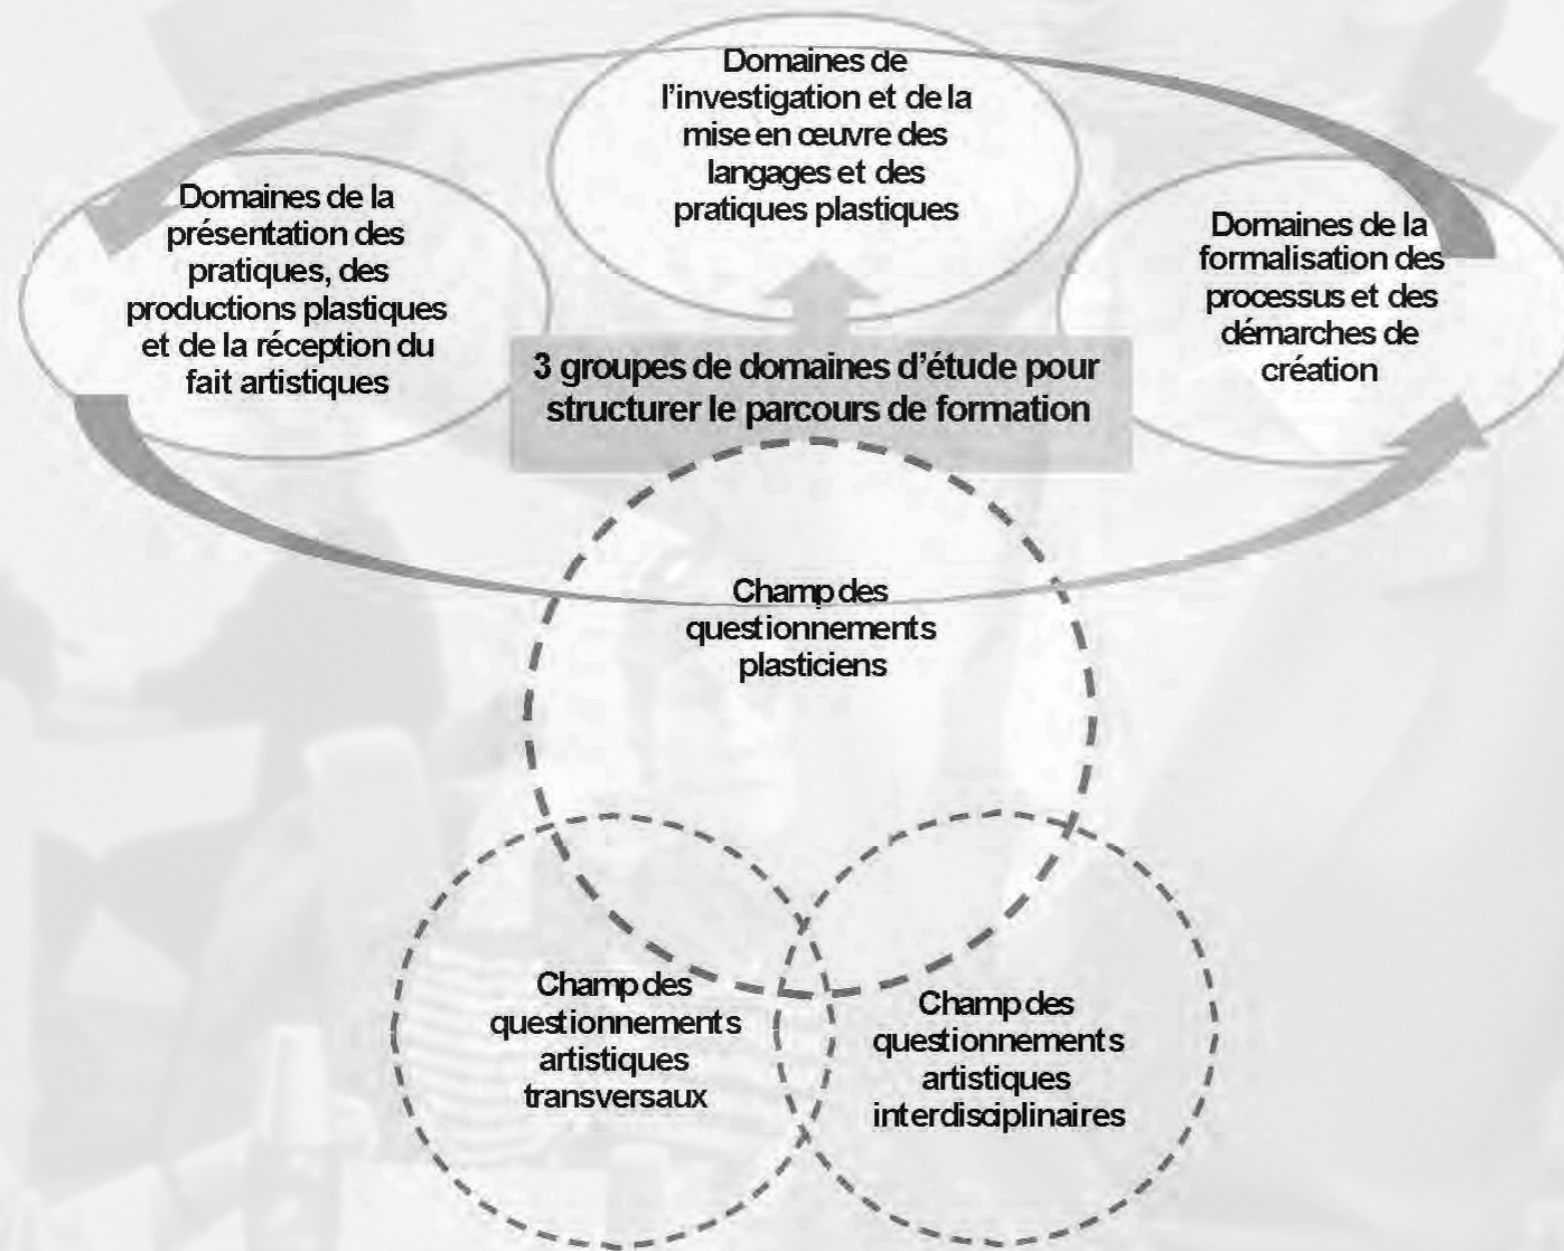 Domaines de
l'investigation et de la
mise en œuvre des
langages et des
pratiques plastiques
Domaines de la
présentation des
pratiques, des
productions plastiques
et de la réception du
fait artistiques
Domaines de la
formalisation des
processus et des
démarches de
création
3 groupes de domaines d'étude pour
structurer le parcours de formation
Champ des
questionnements
plasticiens
Champ des
questionnements
artistiques
transversaux
Champ des
questionnements
artistiques
interdisciplinaires